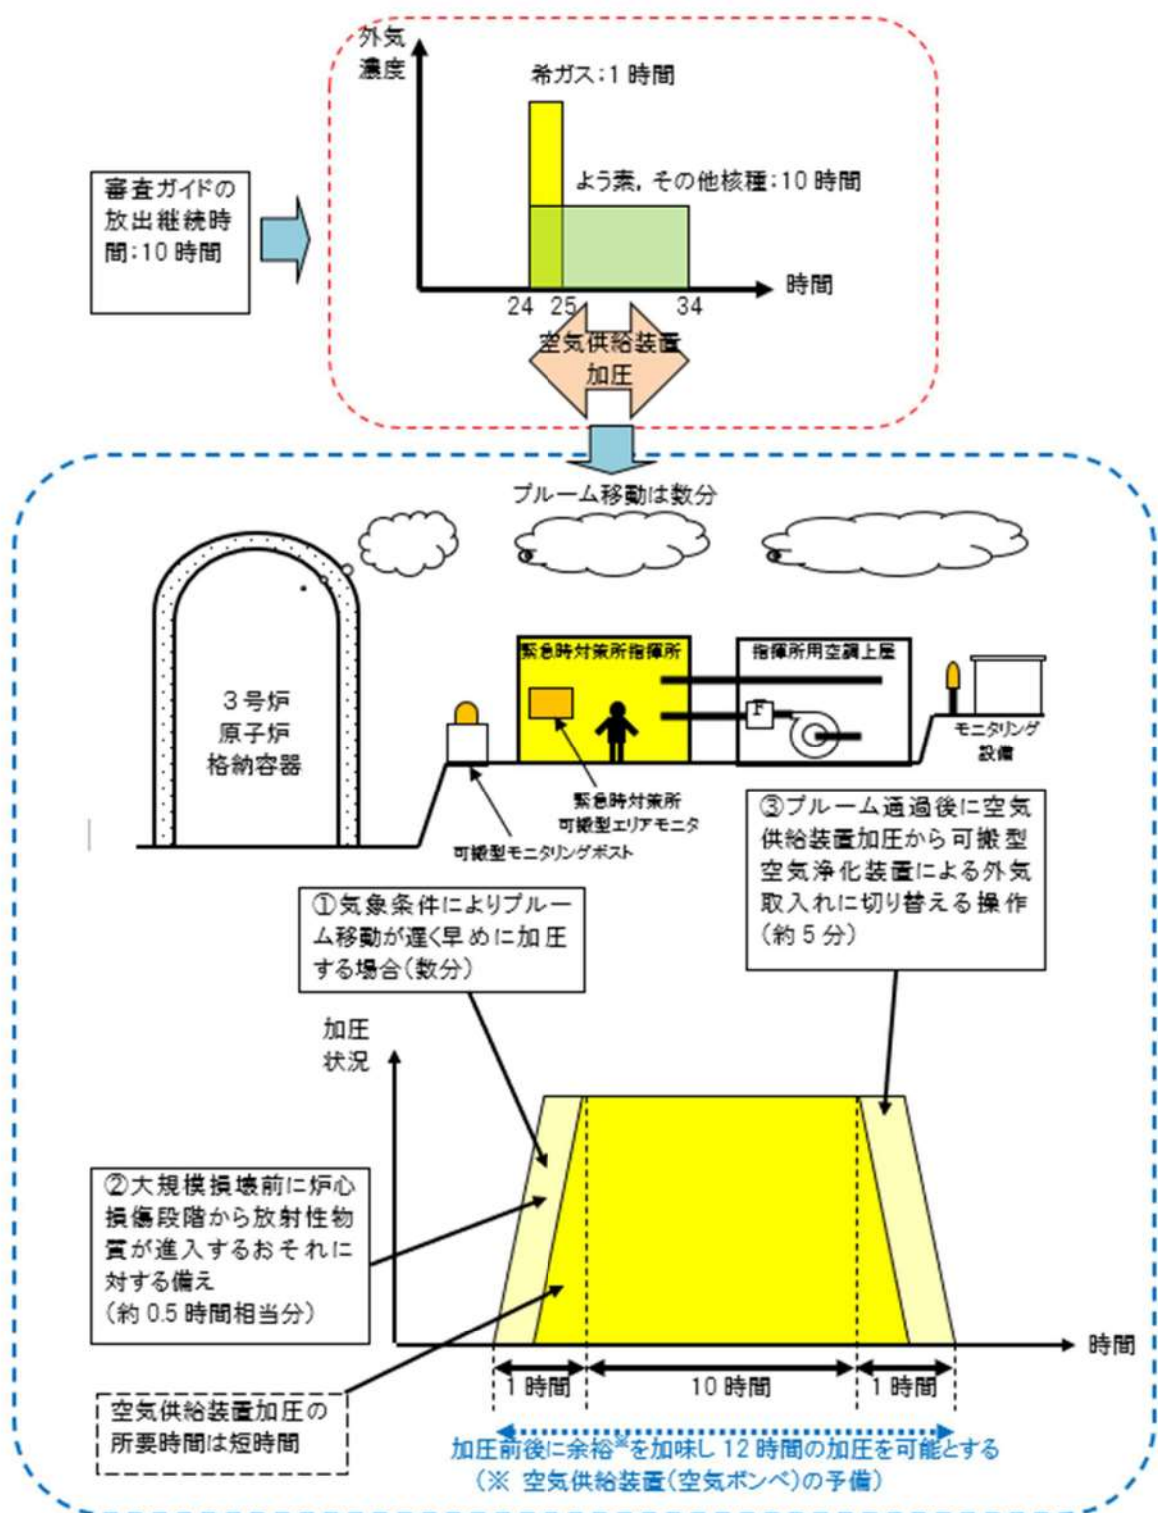 外気
濃度
希ガス：1 時間
よう素，その他核種：10 時間
審査ガイドの
放出継続時
間：10 時間
時間
24
25
34
空気供給装置
加圧
プルーム移動は数分
3号炉
原子炉
格納容器
緊急時対策所指揮所
指揮所用空調上屋
F
モニタリング
設備
緊急時対策所
可搬型エリアモニタ
可搬型モニタリングポスト
①気象条件によりプルー
ム移動が遅く早めに加圧
する場合（数分）
③プルーム通過後に空気
供給装置加圧から可搬型
空気浄化装置による外気
取入れに切り替える操作
（約 5 分）
加圧
状況
②大規模損壊前に炉心
損傷段階から放射性物
質が進入するおそれに
対する備え
（約 0.5 時間相当分）
時間
1 時間
10 時間
1 時間
空気供給装置加圧の
所要時間は短時間
加圧前後に余裕※を加味し 12 時間の加圧を可能とする
（※ 空気供給装置（空気ボンベ）の予備）